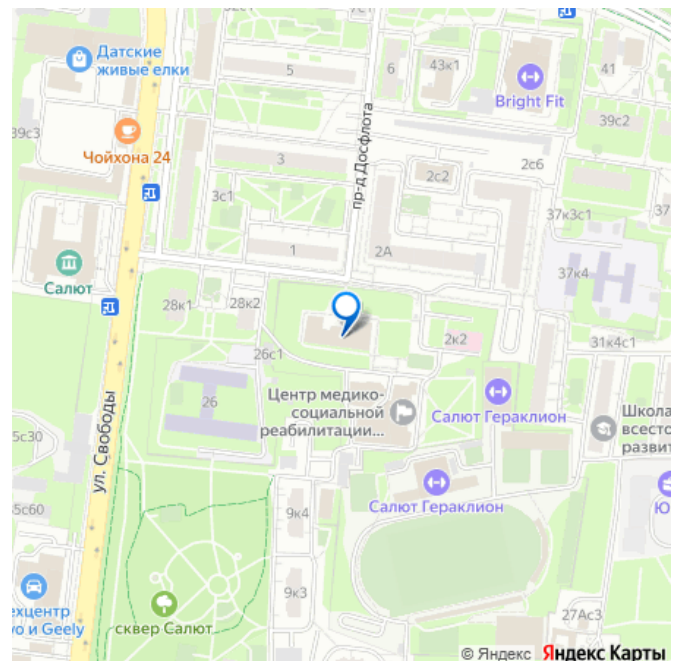 32с1
Датские
живые елки
5
6
43к1
Bright Fit
41
39с3
39с2
Чойхона 24
пр-д Досфлота
3
2с2
2с6
3с1
37к3с1
37
1
2А
Салют
37к4
28к1
28к2
2к2
31к4с1
26с1
ул. Свободы
26
Центр медико-
социальной
реабилитации...
Салют Гераклион
Школа
всесто
развит
5с30
Салют Гераклион
Ю
5с60
9к4
9к3
ехцентр
vo и Geely
сквер Салют
27Ас3
© Яндекс Яндекс Карты